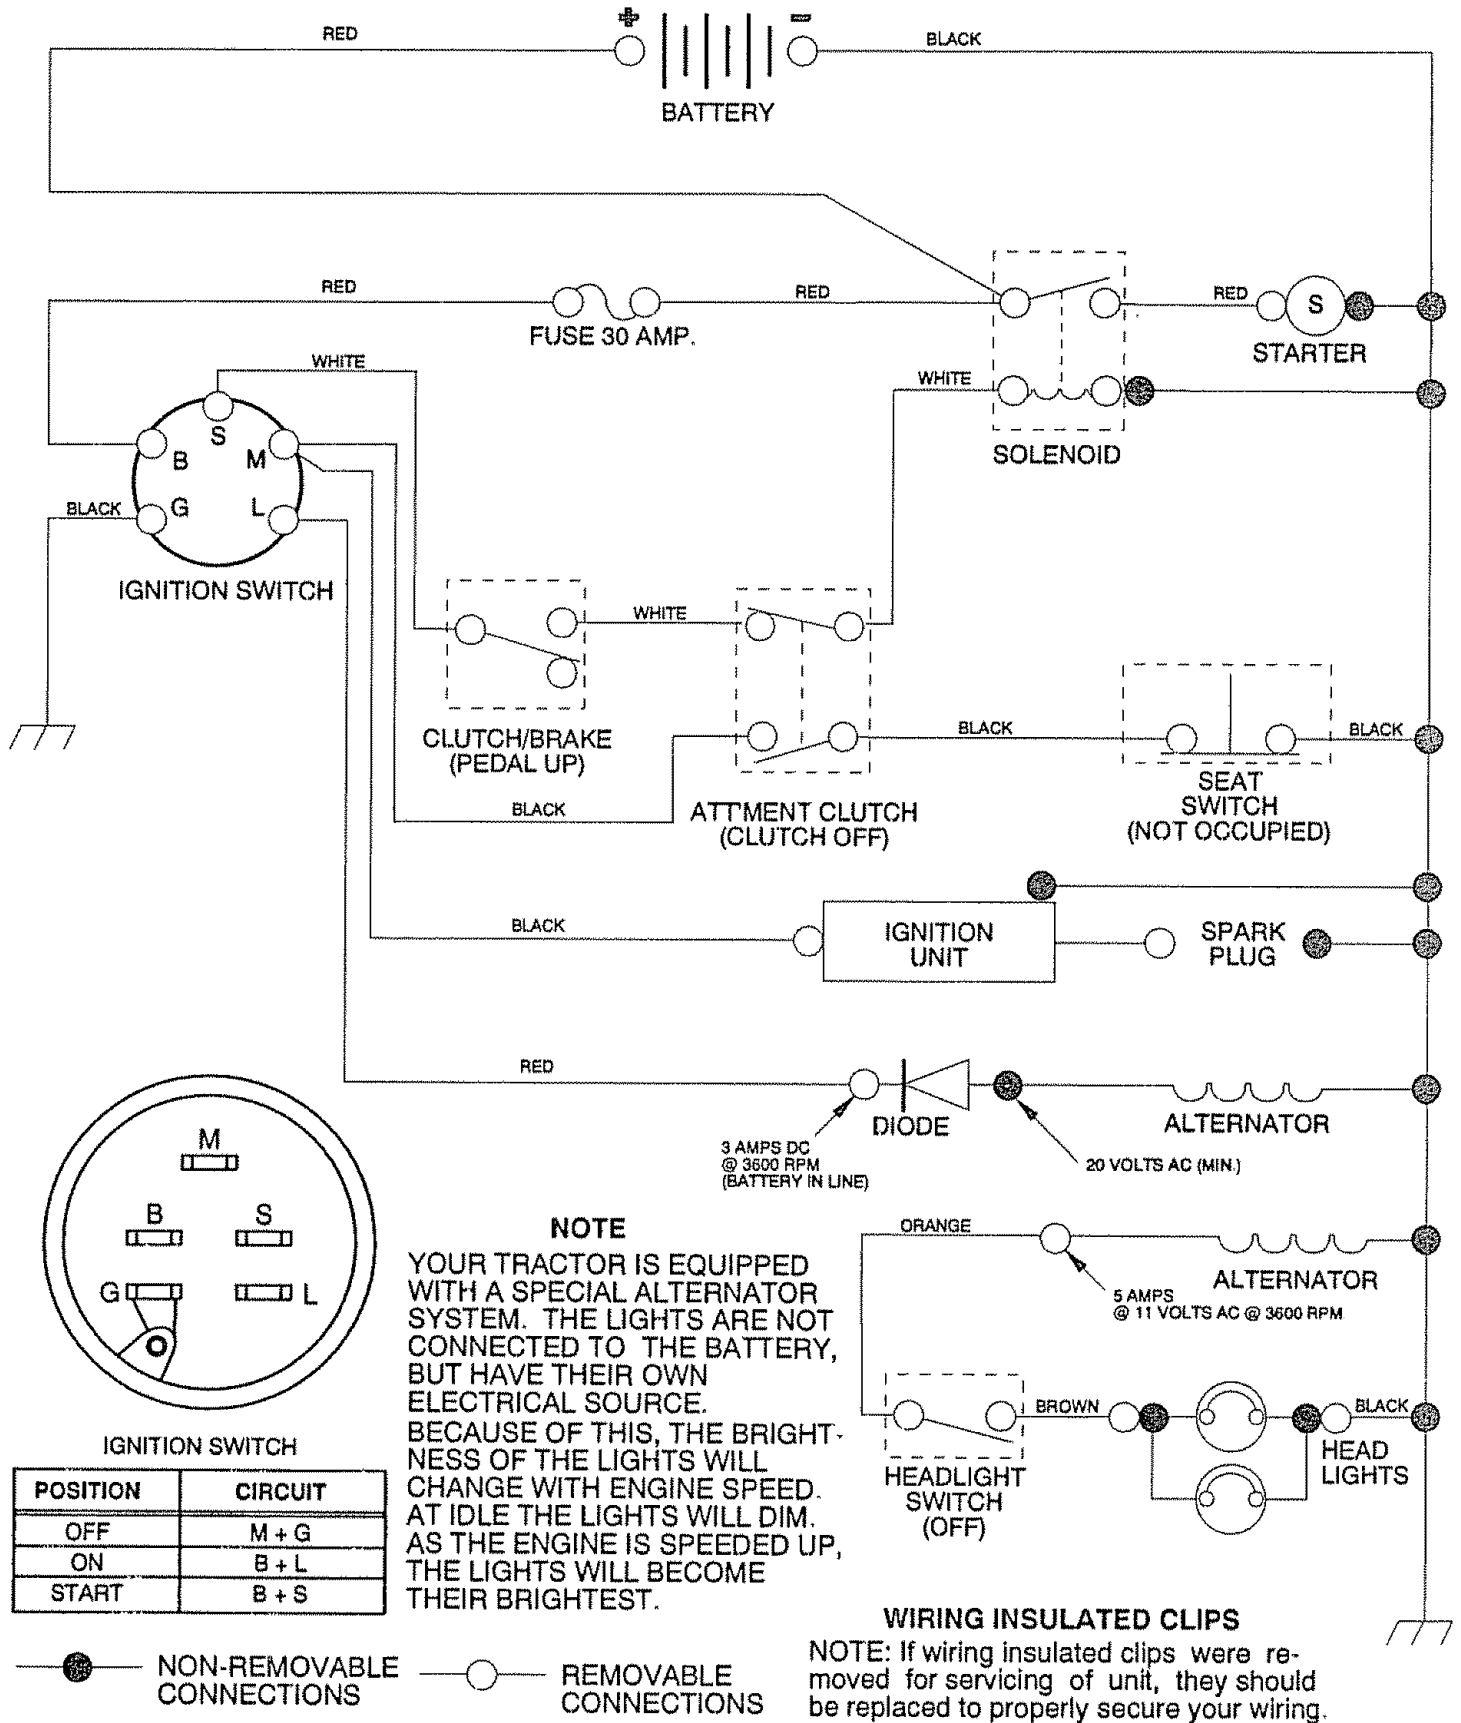 + -
RED
BLACK
BATTERY
RED
RED
RED
S
FUSE 30 AMP.
STARTER
WHITE
WHITE
SOLENOID
S
B
M
G
L
BLACK
IGNITION SWITCH
WHITE
CLUTCH/BRAKE
(PEDAL UP)
BLACK
ATT'MENT CLUTCH
(CLUTCH OFF)
BLACK
BLACK
SEAT
SWITCH
(NOT OCCUPIED)
BLACK
IGNITION
UNIT
SPARK
PLUG
RED
DIODE
ALTERNATOR
3 AMPS DC
@ 3600 RPM
(BATTERY IN LINE)
20 VOLTS AC (MIN.)
M
B
S
G
L
IGNITION SWITCH
POSITION CIRCUIT
OFF M + G
ON B + L
START B + S
NOTE
YOUR TRACTOR IS EQUIPPED
WITH A SPECIAL ALTERNATOR
SYSTEM. THE LIGHTS ARE NOT
CONNECTED TO THE BATTERY,
BUT HAVE THEIR OWN
ELECTRICAL SOURCE.
BECAUSE OF THIS, THE BRIGHT-
NESS OF THE LIGHTS WILL
CHANGE WITH ENGINE SPEED.
AT IDLE THE LIGHTS WILL DIM.
AS THE ENGINE IS SPEEDED UP,
THE LIGHTS WILL BECOME
THEIR BRIGHTEST.
ORANGE
ALTERNATOR
5 AMPS
@ 11 VOLTS AC @ 3600 RPM
BROWN
BLACK
HEADLIGHT
SWITCH
(OFF)
HEAD
LIGHTS
NON-REMOVABLE
CONNECTIONS
REMOVABLE
CONNECTIONS
WIRING INSULATED CLIPS
NOTE: If wiring insulated clips were re-
moved for servicing of unit, they should
be replaced to properly secure your wiring.